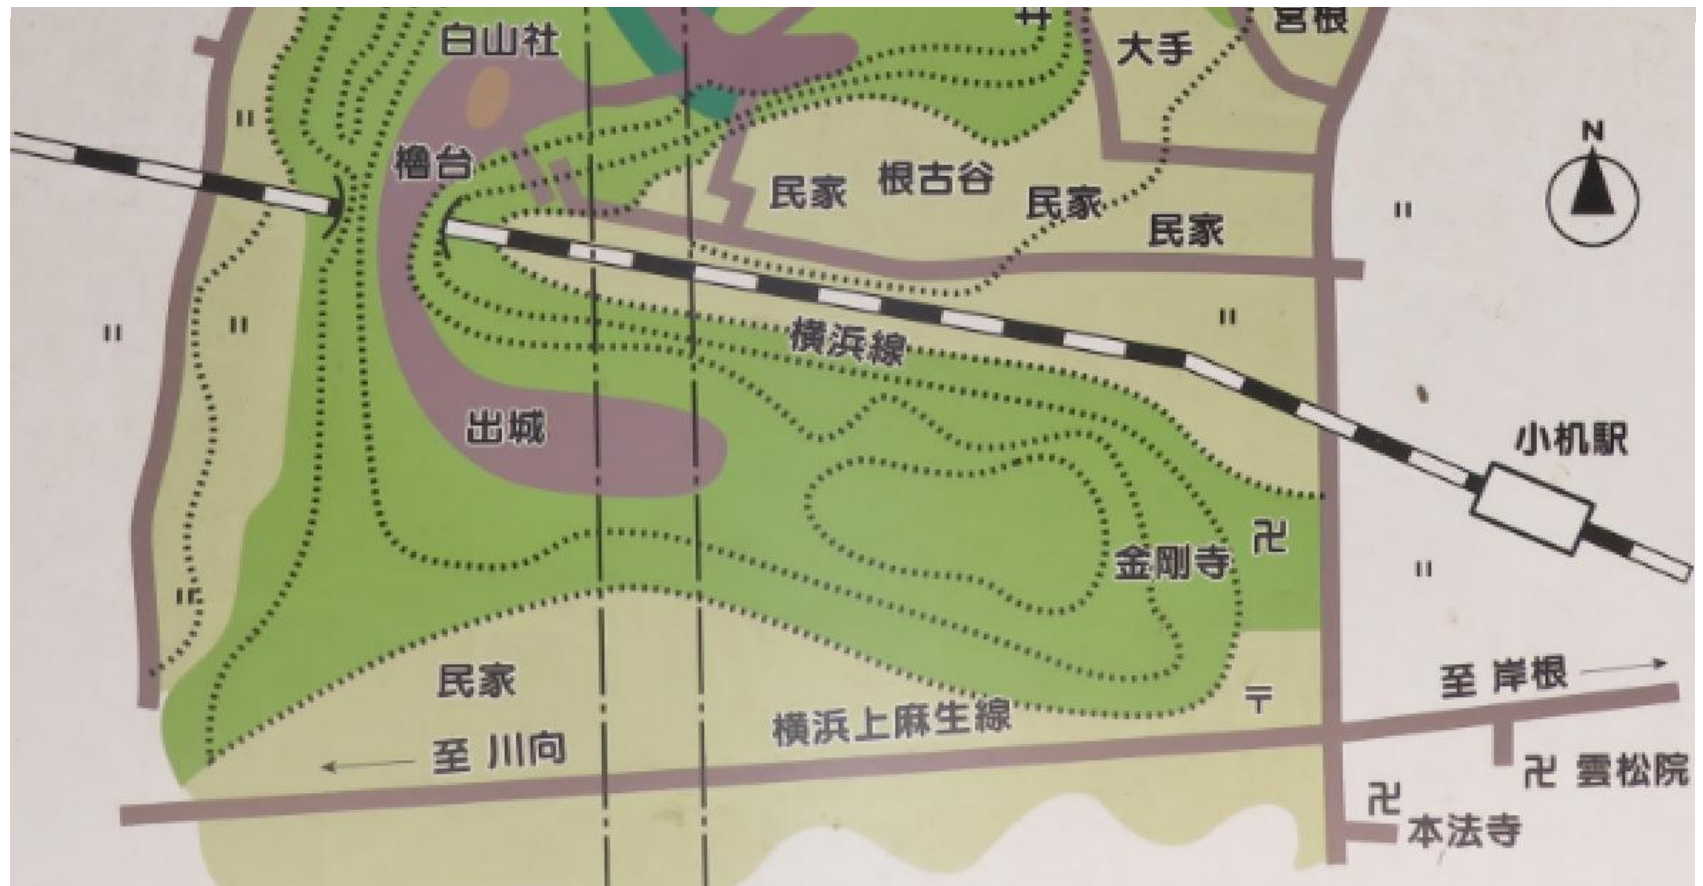 白山社
大手
宮根
N
櫓台
民家
根古谷
民家
民家
横浜線
出城
小机駅
金剛寺
民家
至 岸根
横浜上麻生線
至 川向
雲松院
本法寺